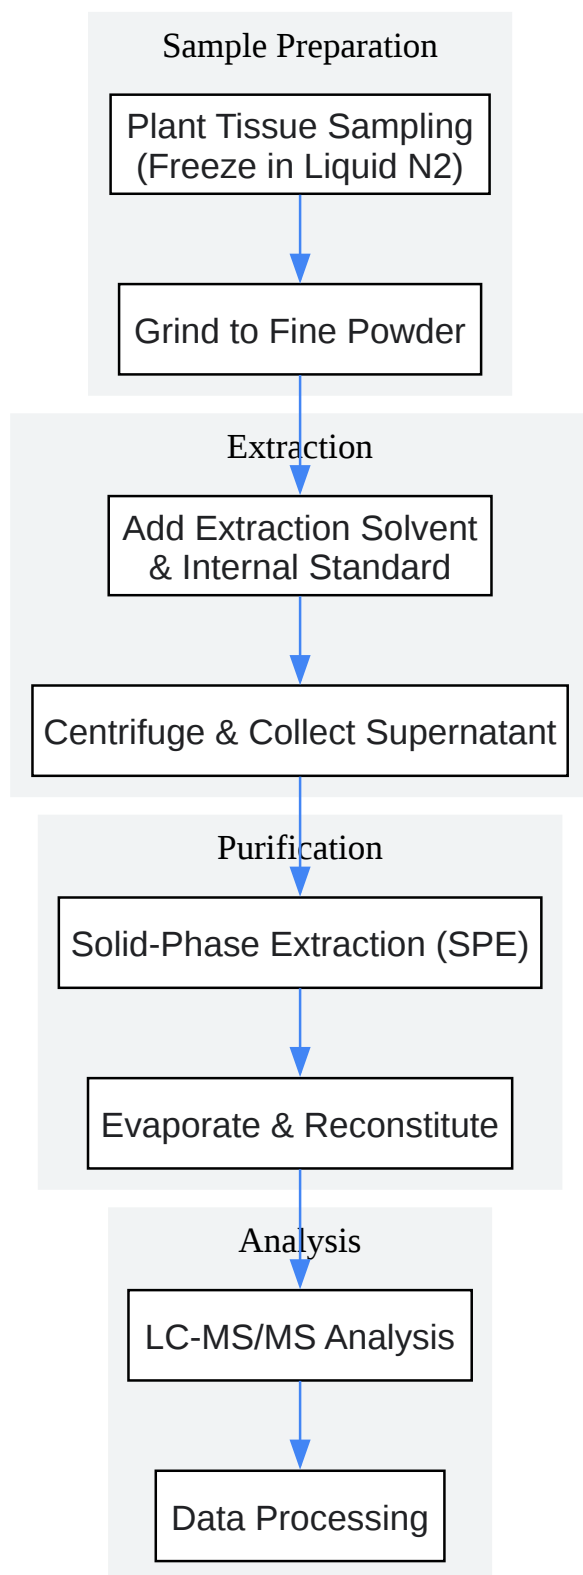 Sample Preparation
Plant Tissue Sampling
(Freeze in Liquid N2)
Grind to Fine Powder
Extraction
Add Extraction Solvent
& Internal Standard
Centrifuge & Collect Supernatant
Purification
Solid-Phase Extraction (SPE)
Evaporate & Reconstitute
Analysis
LC-MS/MS Analysis
Data Processing